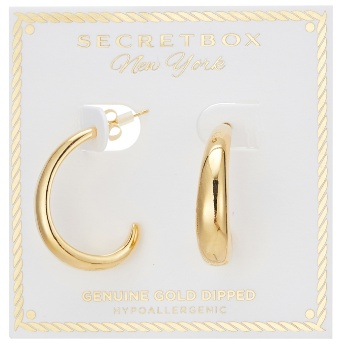 SECRETBOX
New York
GENUINE GOLD DIPPED
HYPOALLERGENIC